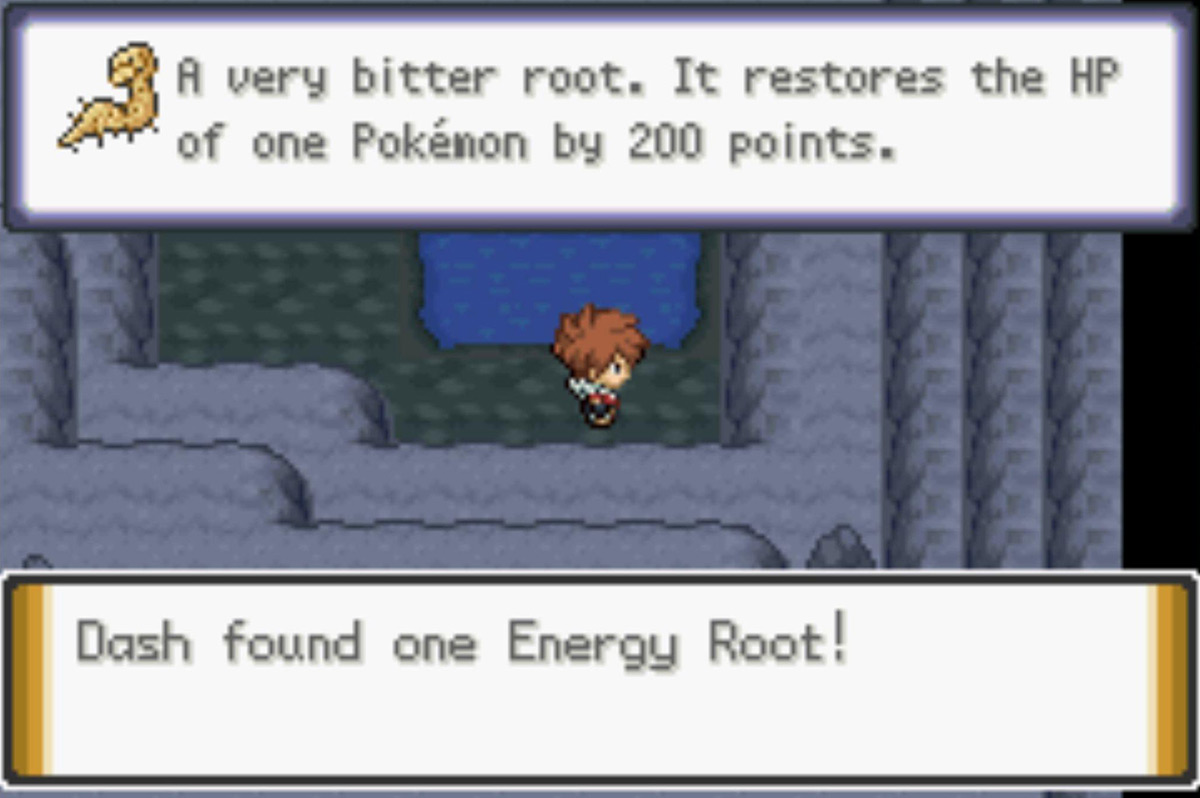 A very bitter root. It restores the HP
of one Pokémon by 200 points.
Dash found one Energy Root!